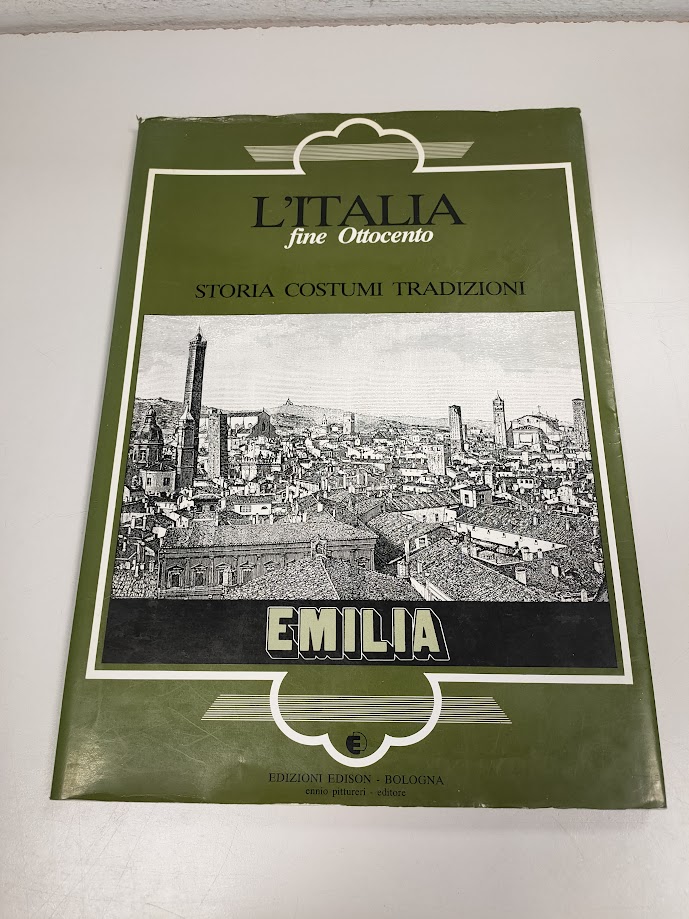 L'ITALIA
fine Ottocento
STORIA COSTUMI TRADIZIONI
EMILIA
E
EDIZIONI EDISON - BOLOGNA
ennio pittureri - editore